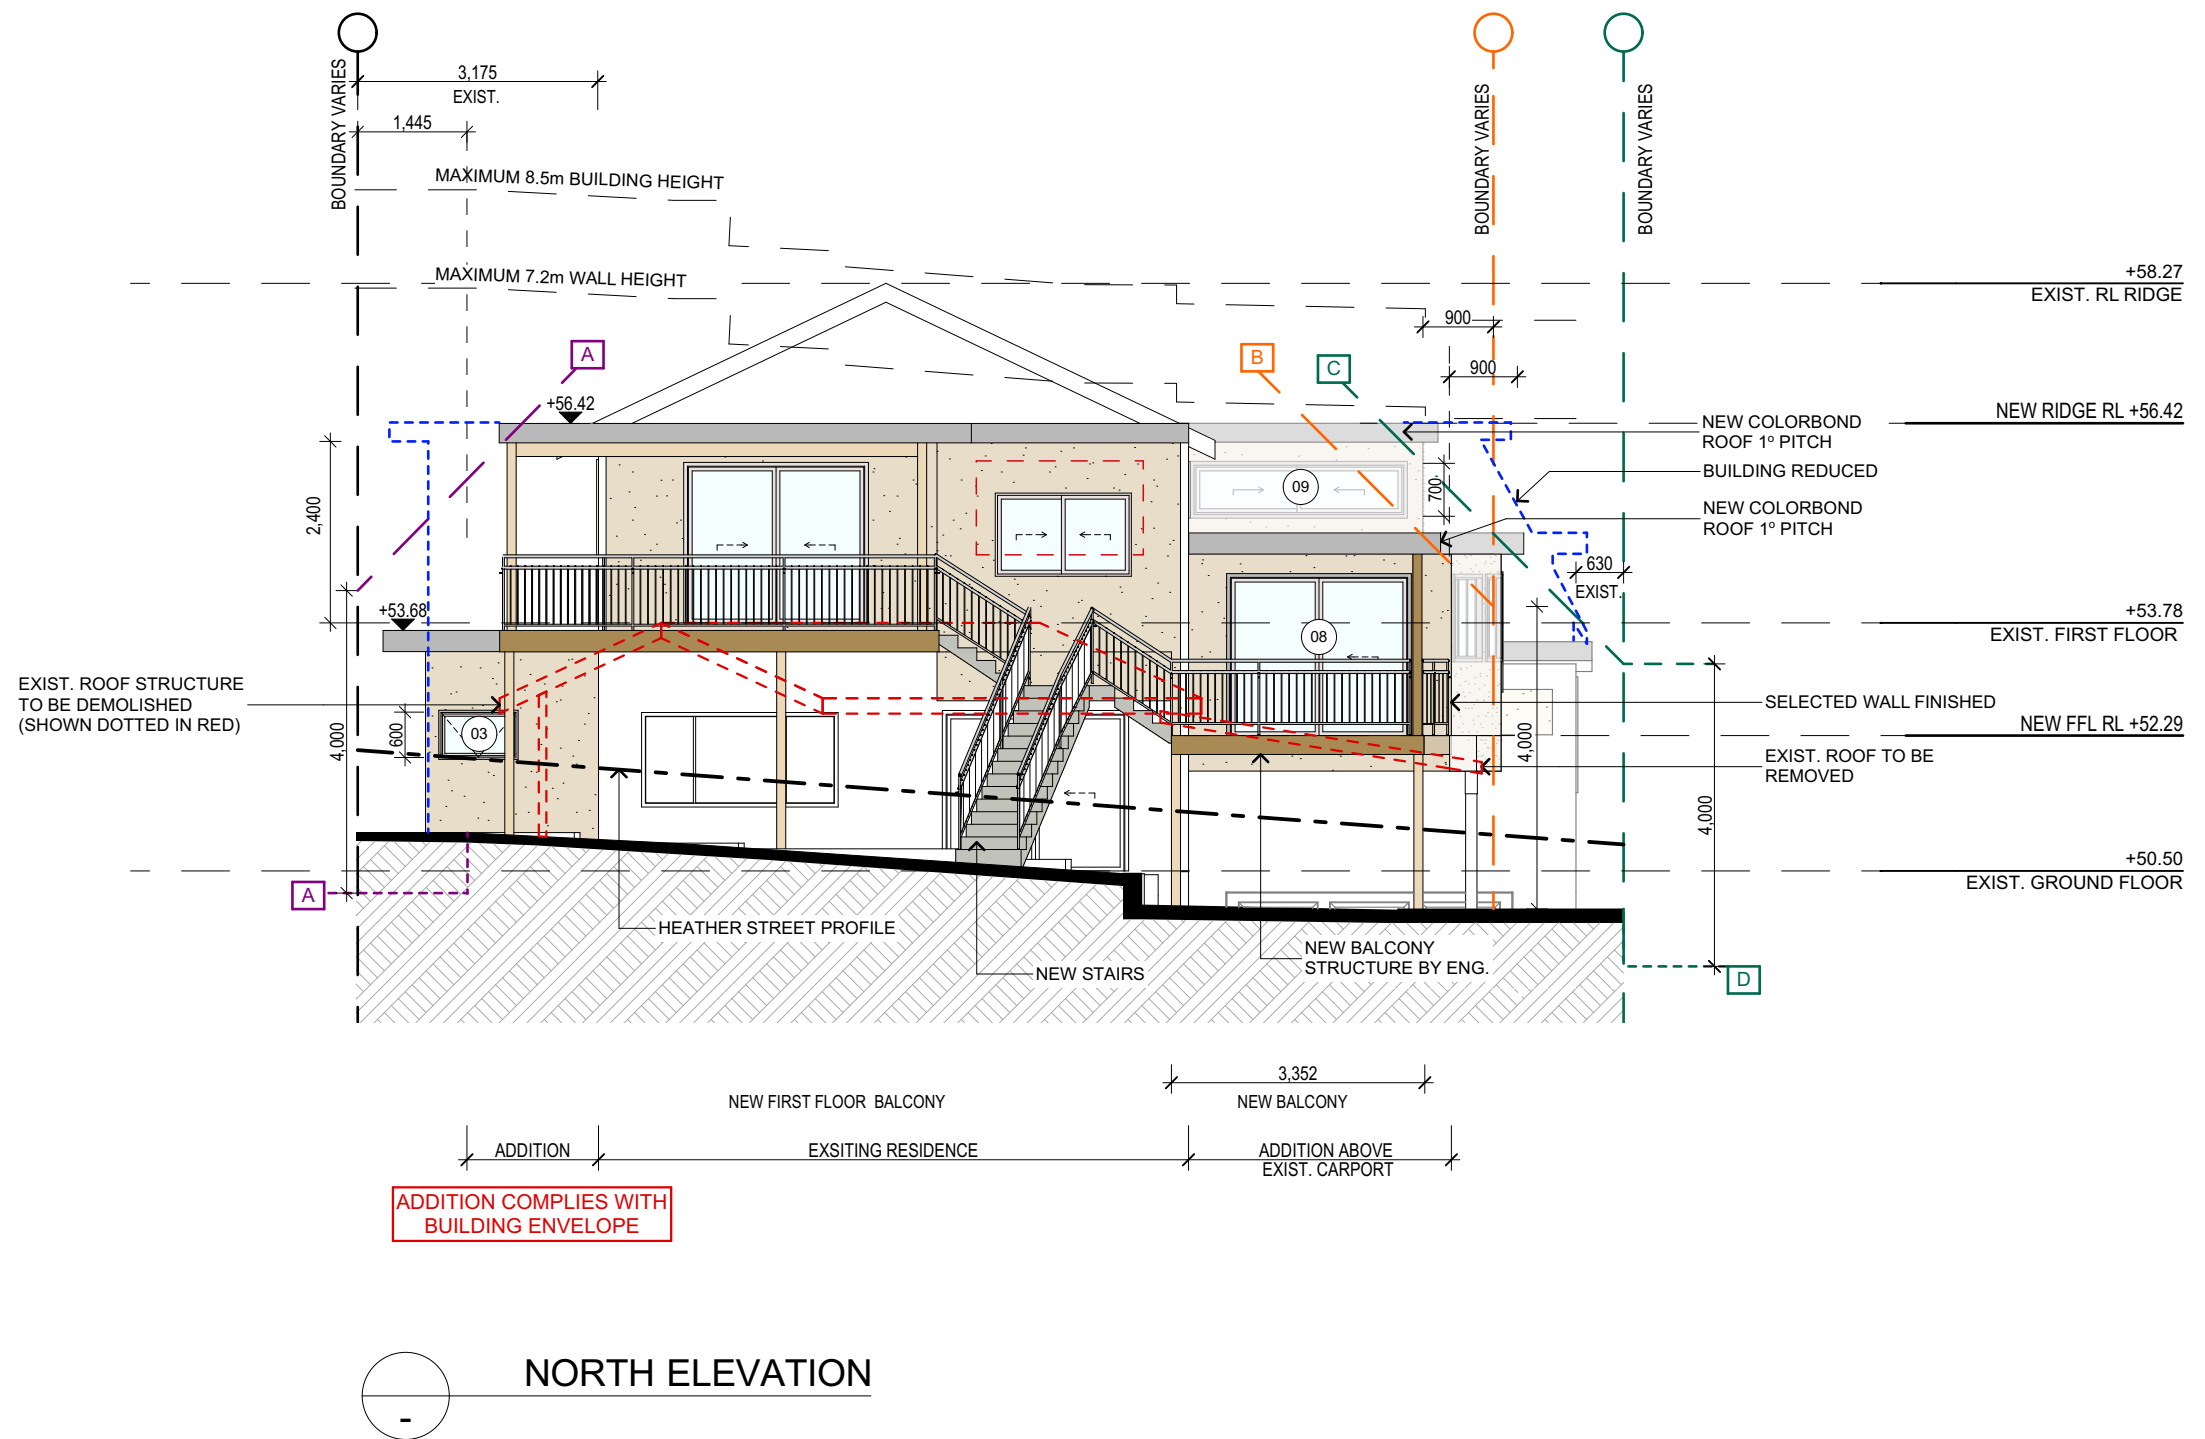 BOUNDARY VARIES
3,175
EXIST.
1,445
BOUNDARY VARIES
BOUNDARY VARIES
MAXIMUM 8.5m BUILDING HEIGHT
MAXIMUM 7.2m WALL HEIGHT
+58.27
EXIST. RL RIDGE
900
A
B
C
900
+56.42
NEW RIDGE RL +56.42
NEW COLORBOND
ROOF 1º PITCH
BUILDING REDUCED
09
700
2,400
NEW COLORBOND
ROOF 1º PITCH
630
EXIST.
+53.68
+53.78
EXIST. FIRST FLOOR
08
EXIST. ROOF STRUCTURE
TO BE DEMOLISHED
(SHOWN DOTTED IN RED)
4,000
600
03
SELECTED WALL FINISHED
NEW FFL RL +52.29
4,000
EXIST. ROOF TO BE
REMOVED
4,000
+50.50
EXIST. GROUND FLOOR
A
HEATHER STREET PROFILE
NEW STAIRS
NEW BALCONY
STRUCTURE BY ENG.
D
3,352
NEW FIRST FLOOR BALCONY
NEW BALCONY
ADDITION
EXSITING RESIDENCE
ADDITION ABOVE
EXIST. CARPORT
ADDITION COMPLIES WITH
BUILDING ENVELOPE
NORTH ELEVATION
-